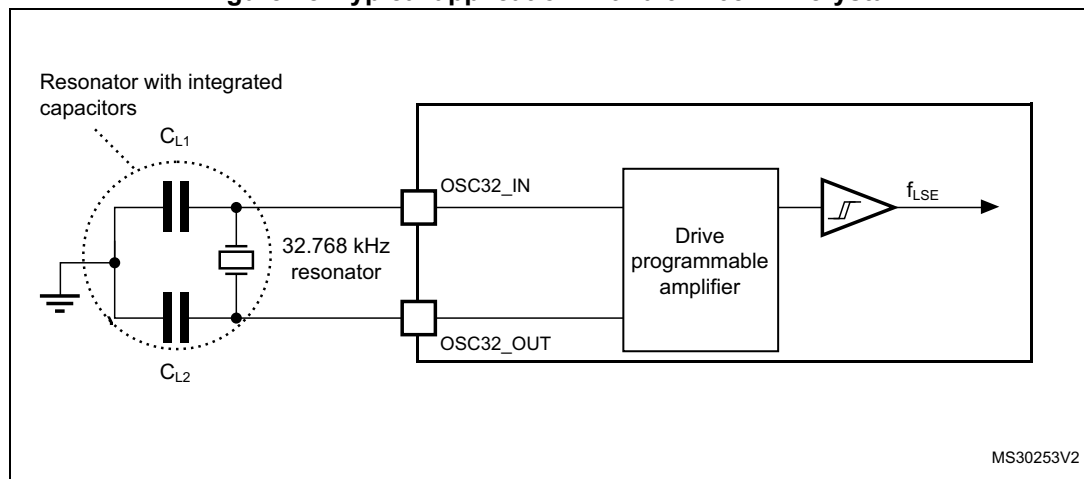 Resonator with integrated
capacitors
CL1
OSC32_IN
fLSE
32.768 kHz
resonator
Drive
programmable
amplifier
OSC32_OUT
CL2
MS30253V2